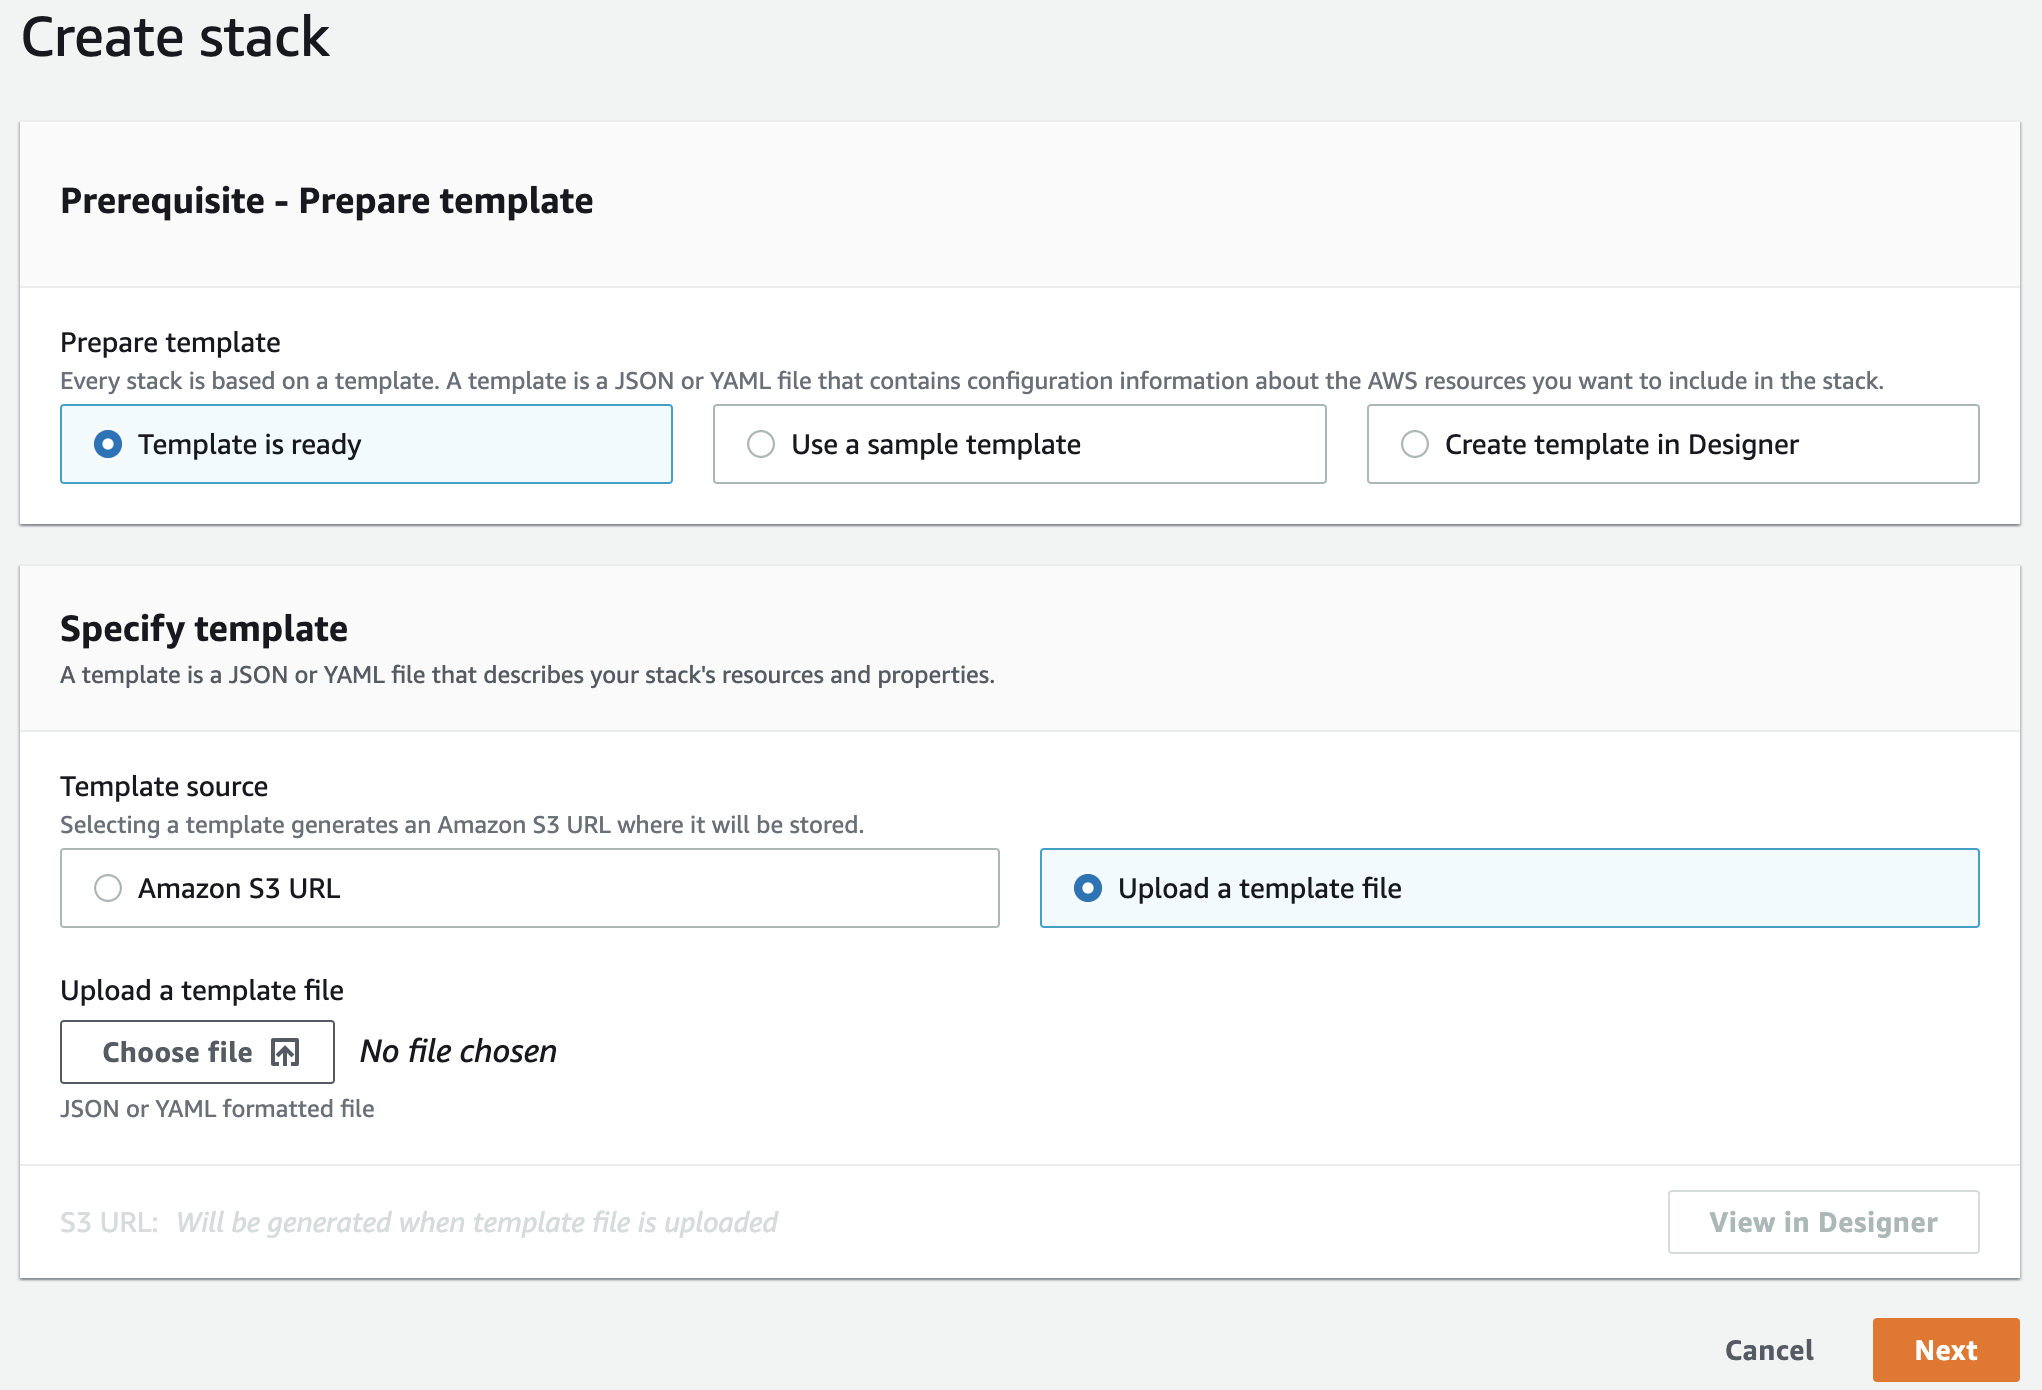 Create stack
Prerequisite - Prepare template
Prepare template
Every stack is based on a template. A template is a JSON or YAML file that contains configuration information about the AWS resources you want to include in the stack.
Template is ready
Use a sample template
Create template in Designer
Specify template
A template is a JSON or YAML file that describes your stack's resources and properties.
Template source
Selecting a template generates an Amazon S3 URL where it will be stored.
Amazon S3 URL
Upload a template file
Upload a template file
Choose file
No file chosen
JSON or YAML formatted file
S3 URL: Will be generated when template file is uploaded
View in Designer
Cancel
Next